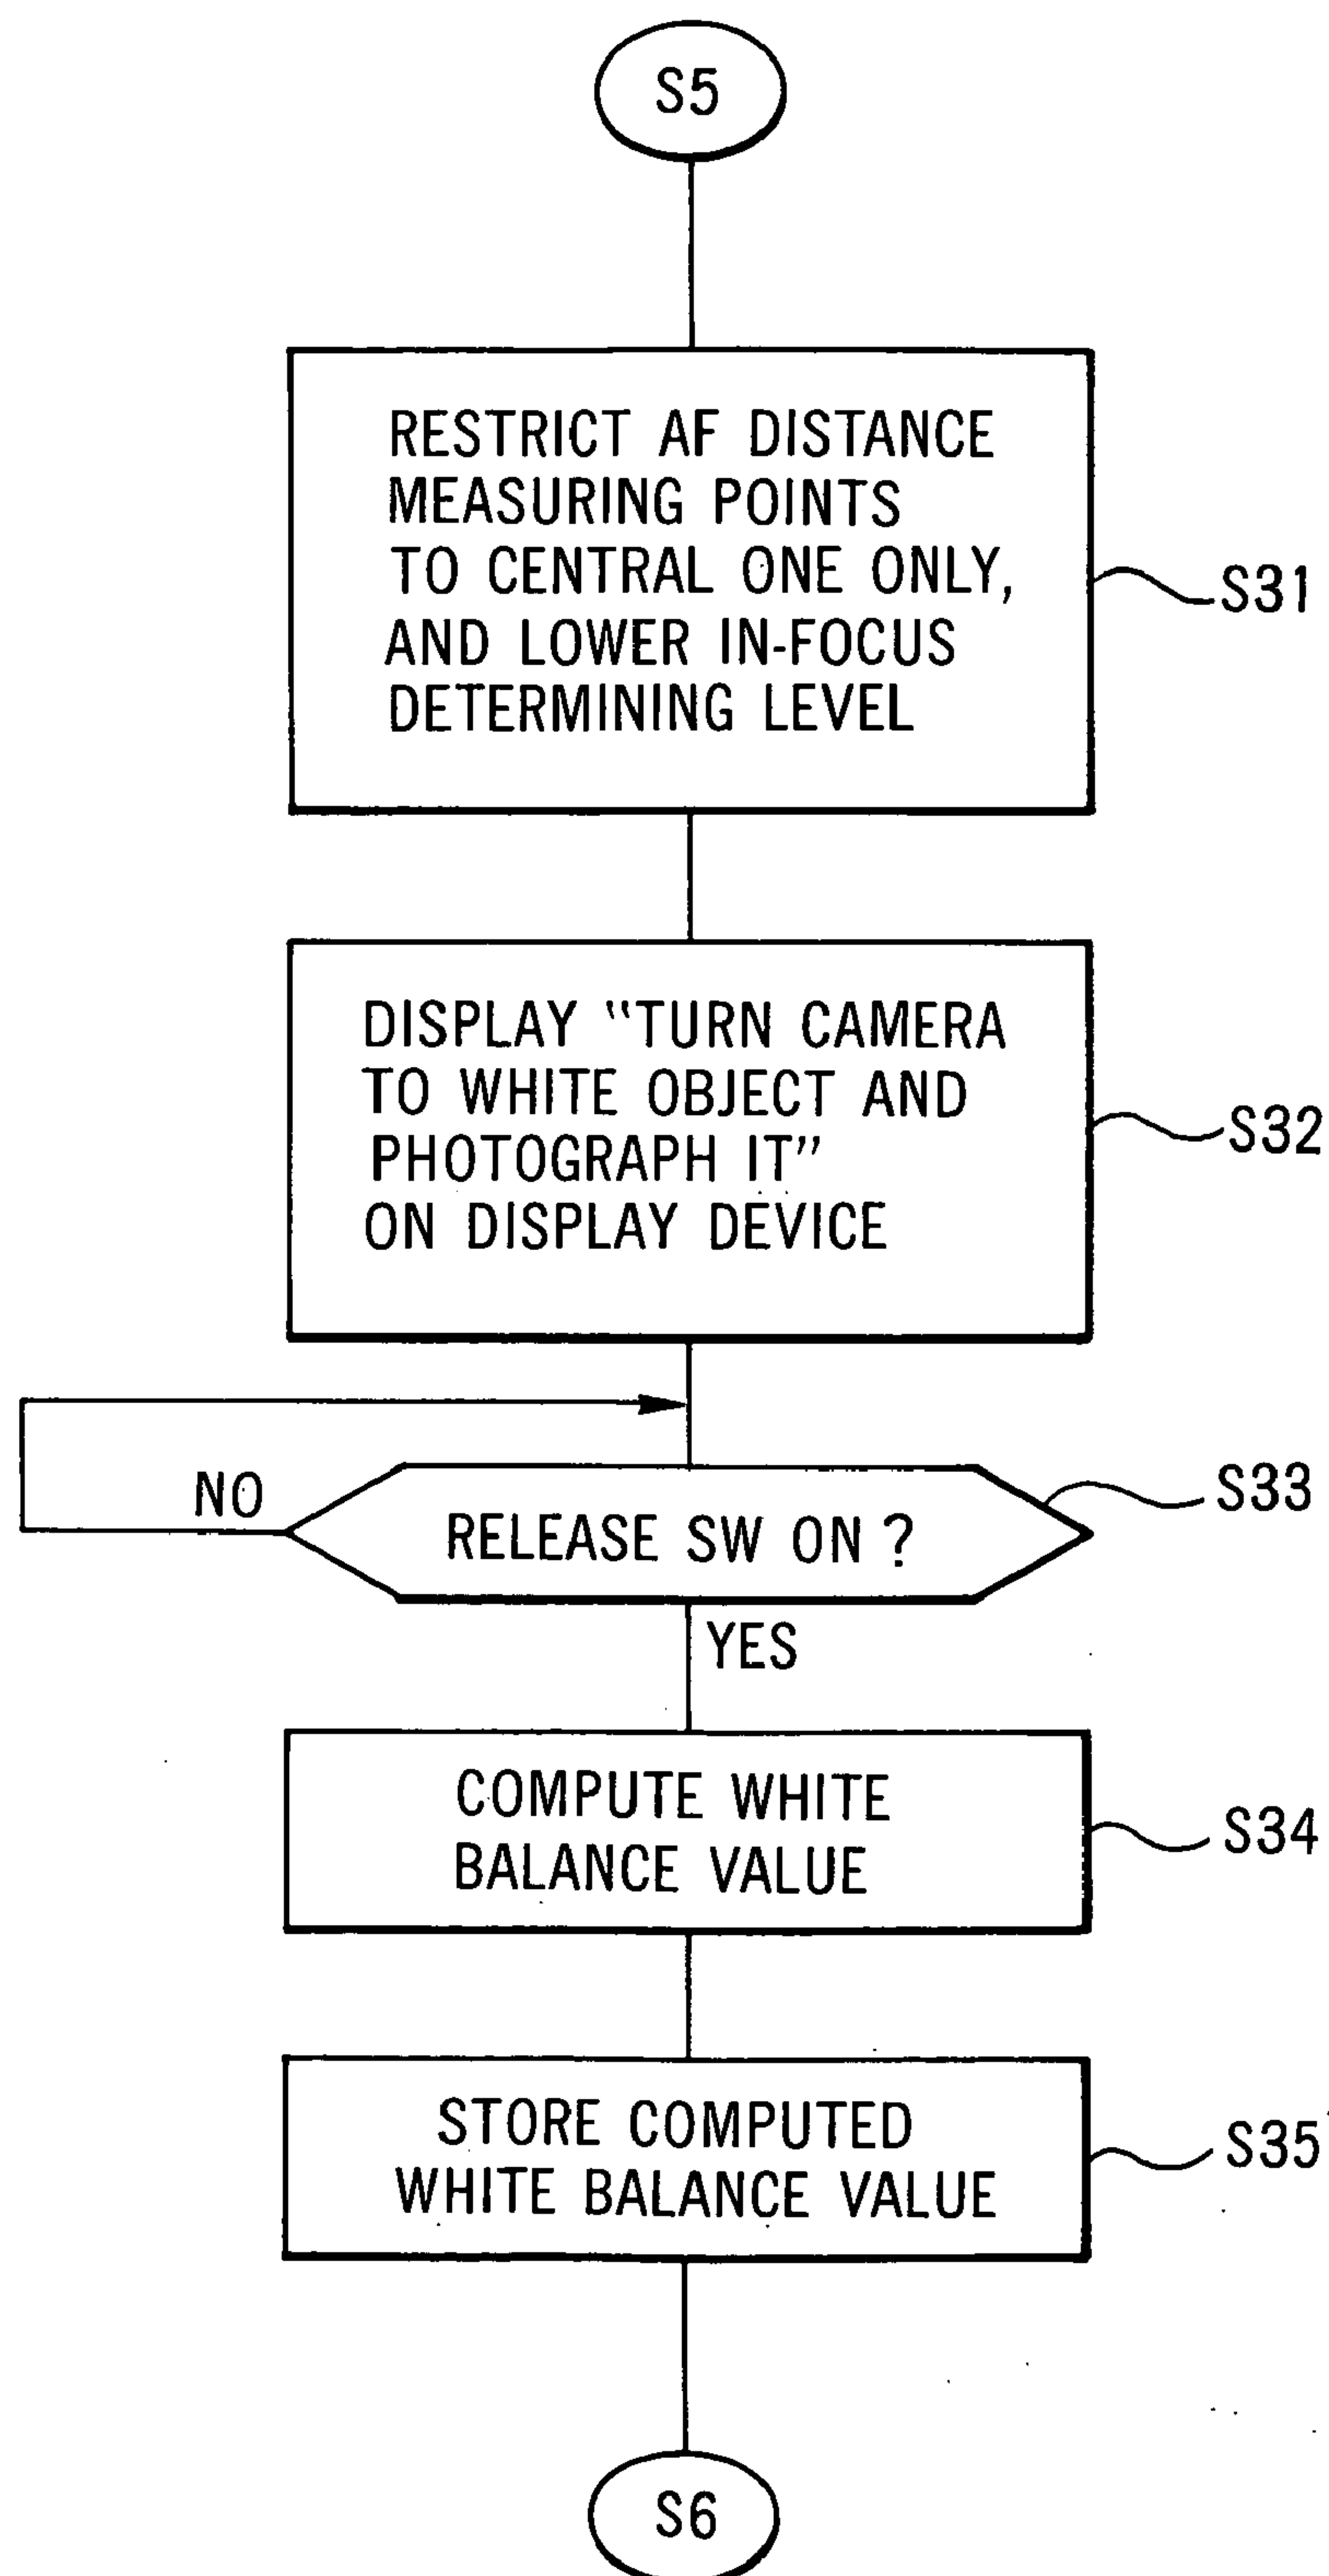 S5
RESTRICT AF DISTANCE
MEASURING POINTS
TO CENTRAL ONE ONLY,
AND LOWER IN-FOCUS
DETERMINING LEVEL
S31
DISPLAY "TURN CAMERA
TO WHITE OBJECT AND
PHOTOGRAPH IT"
ON DISPLAY DEVICE
S32
NO
RELEASE SW ON ?
S33
YES
COMPUTE WHITE
BALANCE VALUE
S34
STORE COMPUTED
WHITE BALANCE VALUE
S35
S6